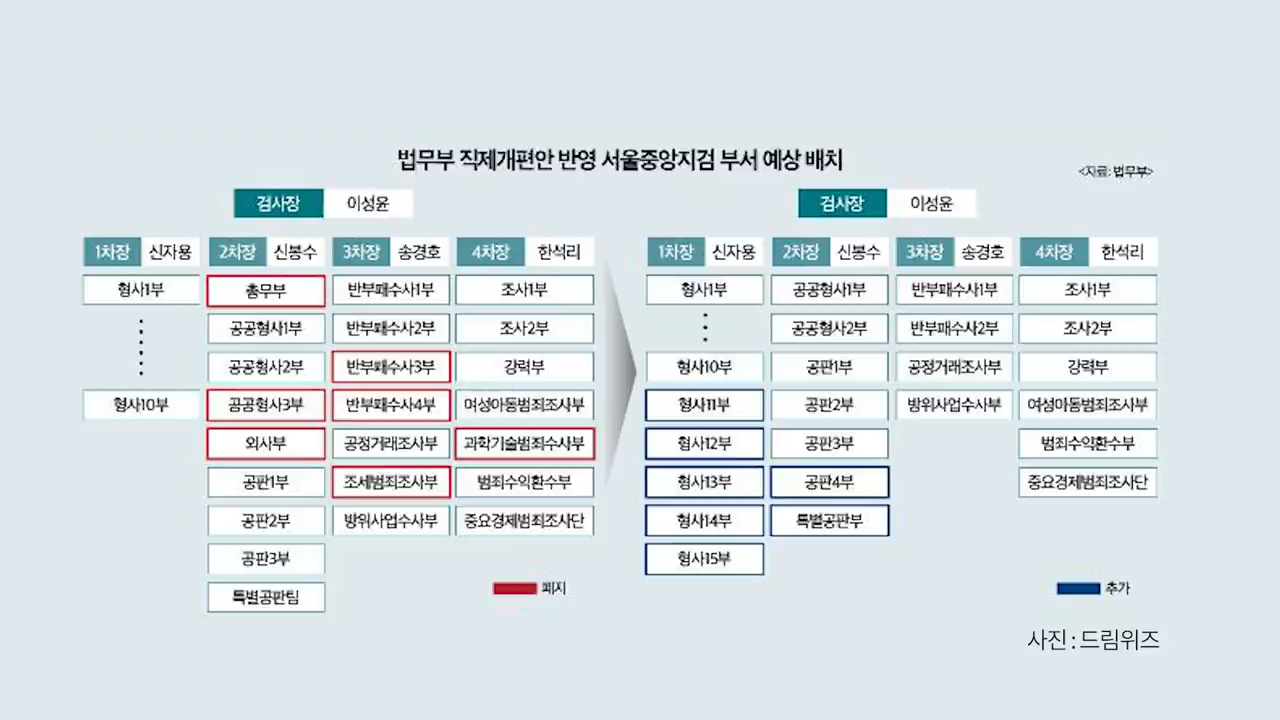 법무부 직제개편안 반영 서울중앙지검 부서 예상 배치
<자료: 법무부>
검사장 이성윤
1차장 신자용
형사1부
형사10부
2차장 신봉수
총무부
공공형사1부
공공형사2부
공공형사3부
외사부
공판1부
공판2부
공판3부
특별공판팀
3차장 송경호
반부패수사1부
반부패수사2부
반부패수사3부
반부패수사4부
공정거래조사부
조세범죄조사부
방위사업수사부
4차장 한석리
조사1부
조사2부
강력부
여성아동범죄조사부
과학기술범죄수사부
범죄수익환수부
중요경제범죄조사단
폐지
검사장 이성윤
1차장 신자용
형사1부
형사10부
형사11부
형사12부
형사13부
형사14부
형사15부
2차장 신봉수
공공형사1부
공공형사2부
공판1부
공판2부
공판3부
공판4부
특별공판부
3차장 송경호
반부패수사1부
반부패수사2부
공정거래조사부
방위사업수사부
4차장 한석리
조사1부
조사2부
강력부
여성아동범죄조사부
범죄수익환수부
중요경제범죄조사단
추가
사진 : 드림위즈